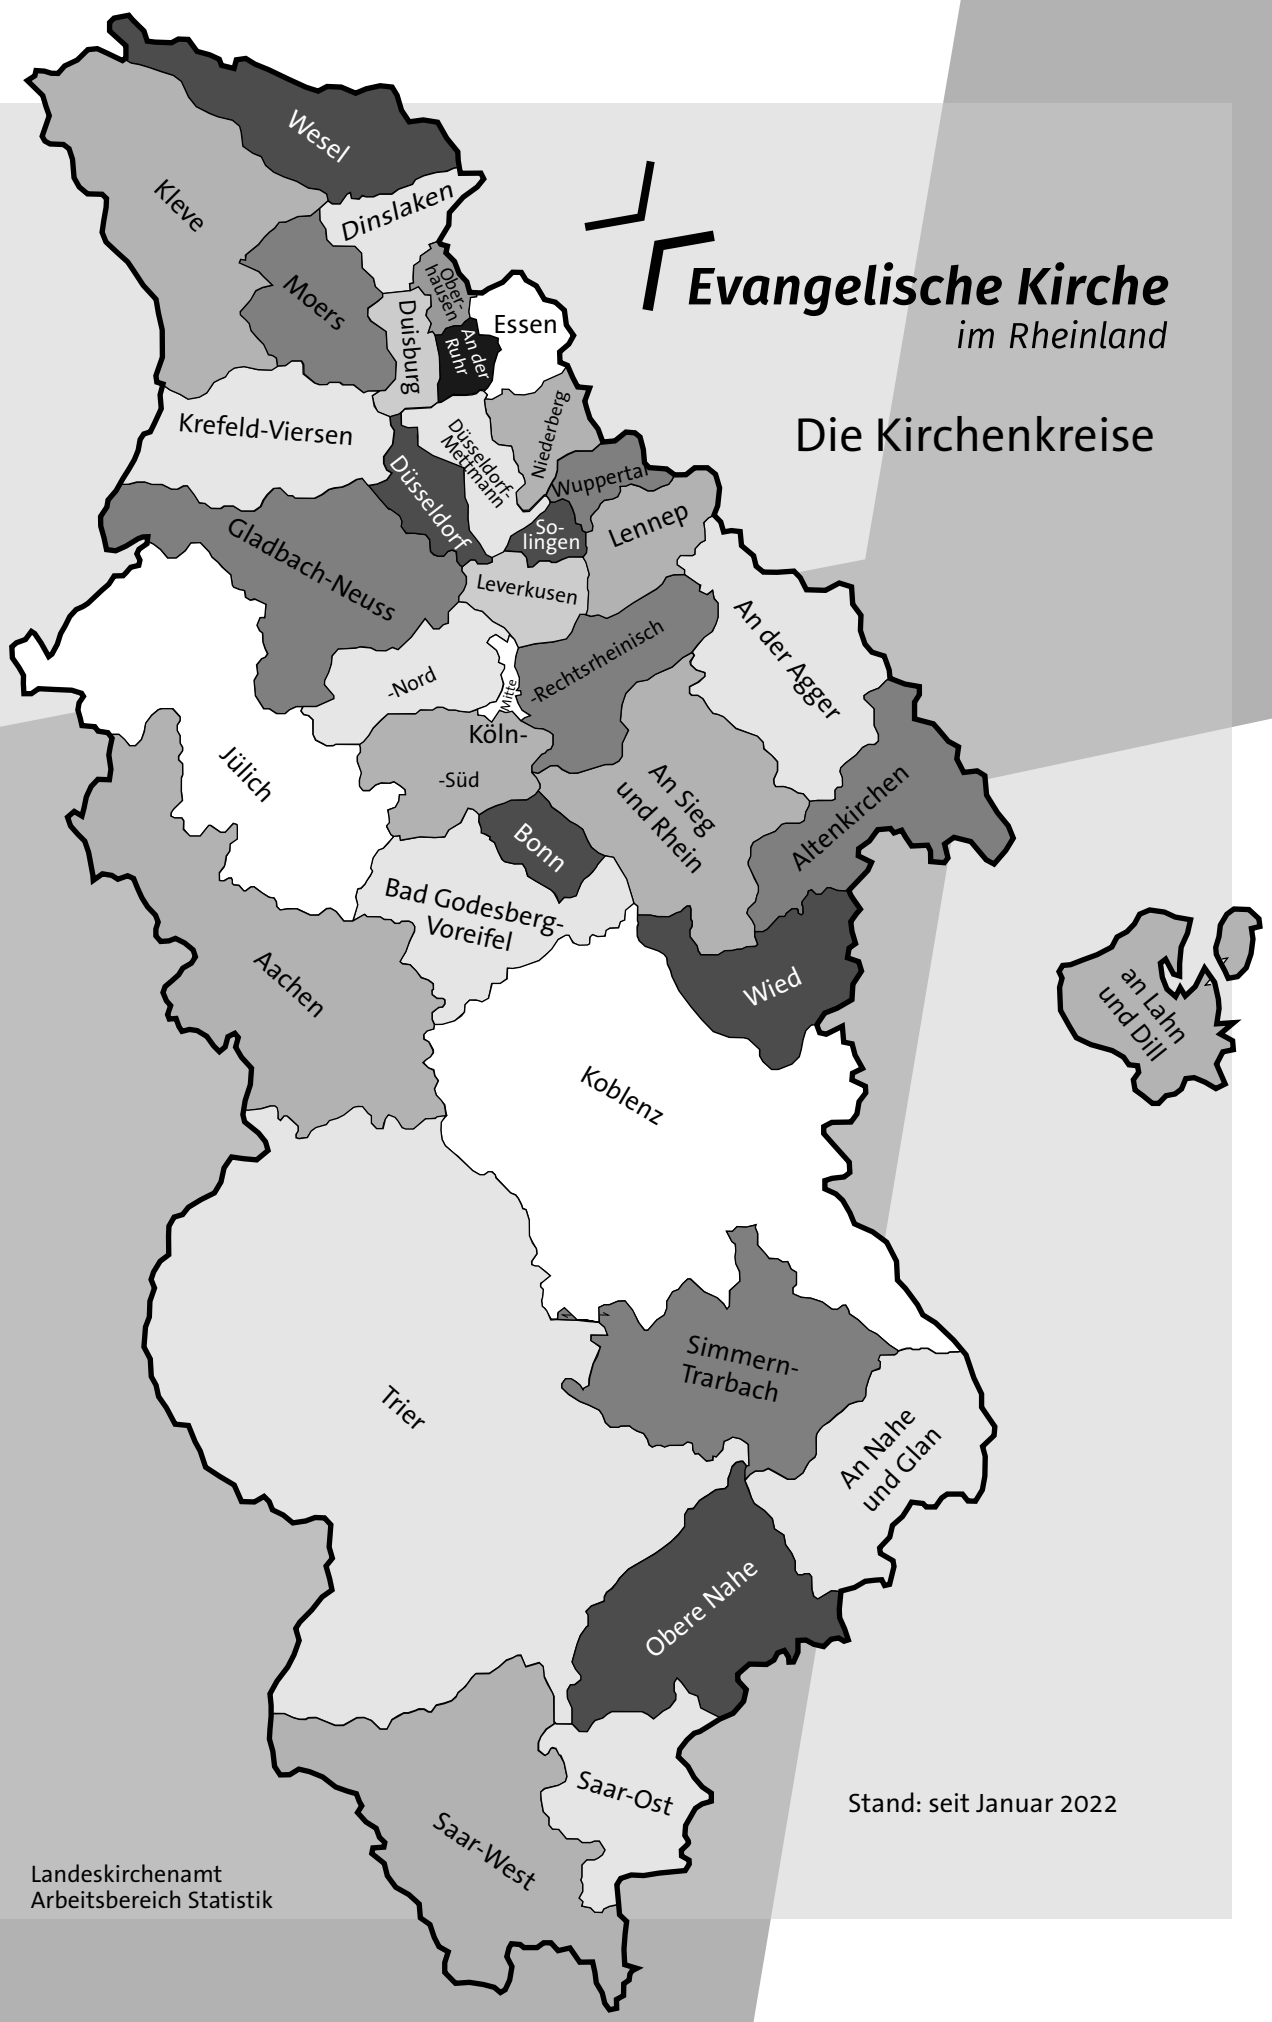 Wesel
Kleve
Dinslaken
Moers
Ober-
hausen
Duisburg
An der
Ruhr
Essen
Evangelische Kirche
im Rheinland
Die Kirchenkreise
Krefeld-Viersen
Düsseldorf-
Mettmann
Niederberg
Düsseldorf
Wuppertal
So-
lingen
Lennep
Gladbach-Neuss
Leverkusen
An der Agger
-Nord
Mitte
-Rechtsrheinisch
Köln-
-Süd
Jülich
An Sieg
und Rhein
Altenkirchen
Bonn
Bad Godesberg-
Voreifel
Aachen
Wied
an Lahn
und Dill
Koblenz
Simmern-
Trarbach
Trier
An Nahe
und Glan
Obere Nahe
Saar-Ost
Saar-West
Stand: seit Januar 2022
Landeskirchenamt
Arbeitsbereich Statistik